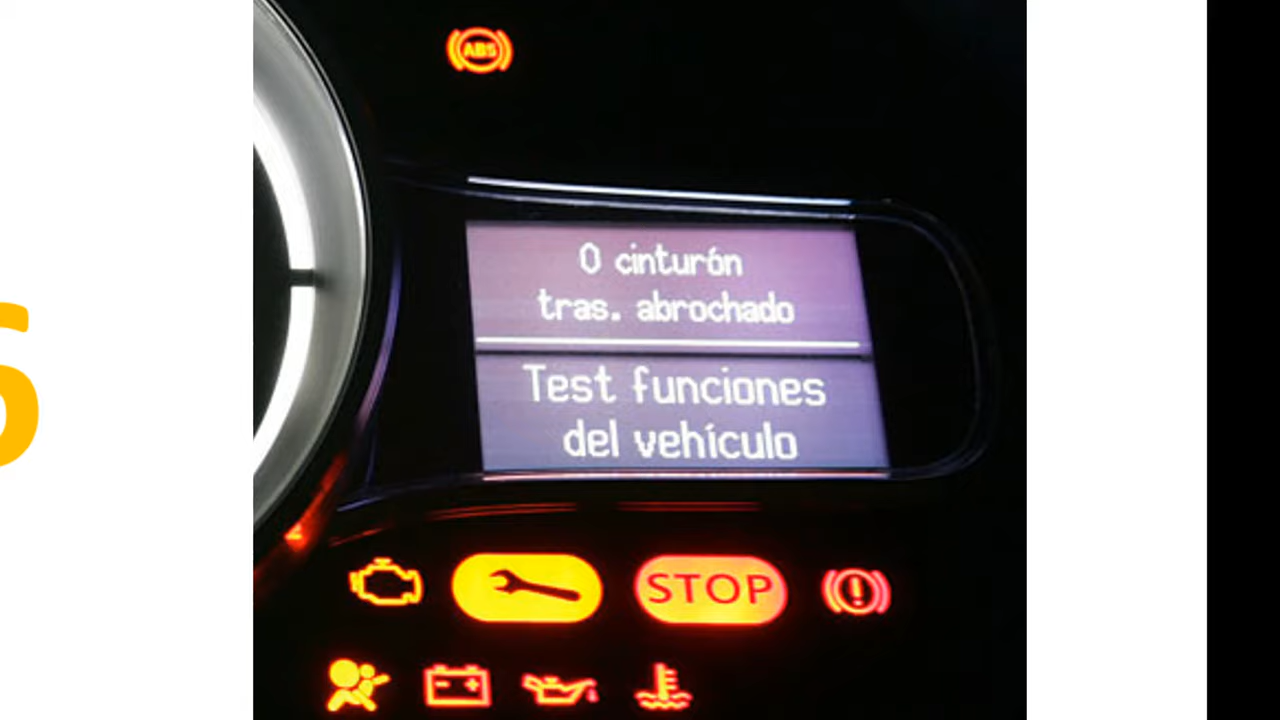 ABS
0 cinturón
tras. abrochado
Test funciones
del vehículo
STOP